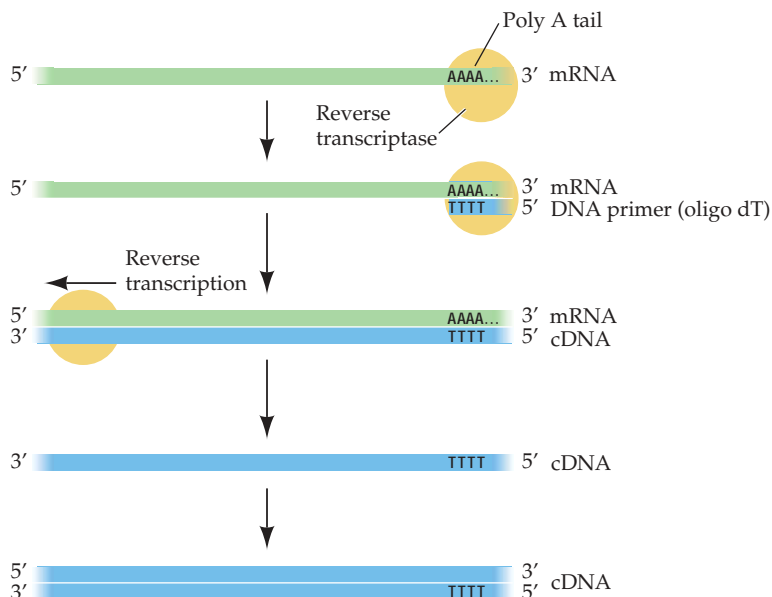 Poly A tail
5′ AAAA... 3′ mRNA
Reverse
transcriptase
5′ AAAA... 3′ mRNA
TTTT 5′ DNA primer (oligo dT)
Reverse
transcription
5′ AAAA... 3′ mRNA
3′ TTTT 5′ cDNA
3′ TTTT 5′ cDNA
5′ 3′
cDNA
3′ TTTT 5′